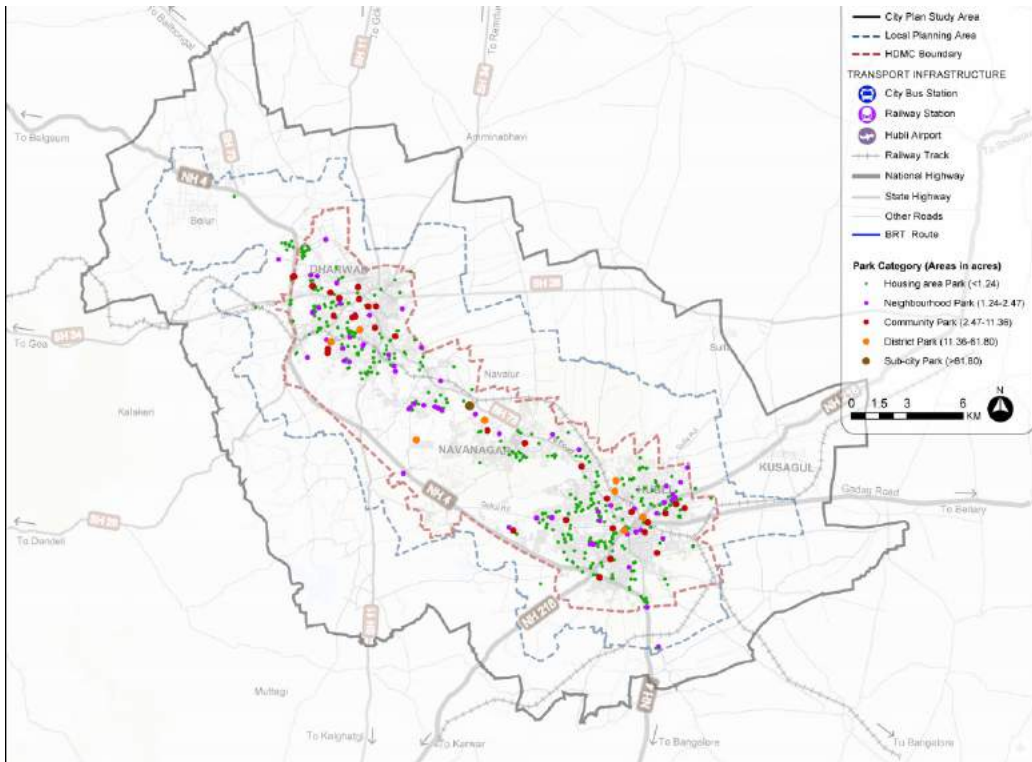 City Plan Study Area
Local Planning Area
HDMC Boundary
TRANSPORT INFRASTRUCTURE
City Bus Station
Railway Station
Hubli Airport
Railway Track
National Highway
State Highway
Other Roads
BRT Route
Park Category (Areas in acres)
Housing area Park (<1.24)
Neighbourhood Park (1.24-2.47)
Community Park (2.47-11.36)
District Park (11.36-61.80)
Sub-city Park (>61.80)
N
0 1.5 3 6
KM
To Belgaum
Amminabhavi
NH 4
DHARWAD
To Goa
Navalur
Kalakeri
NAVANAGAR
KUSAGUL
NH 4
Gadag Road
To Bellary
To Dandeli
NH 218
Muttagi
To Kalghatgi
To Karwar
NH 4
To Bangalore
To Bangalore